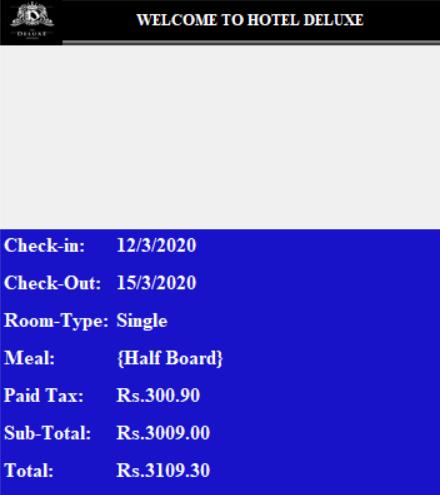 DELUXE
WELCOME TO HOTEL DELUXE
Check-in: 12/3/2020
Check-Out: 15/3/2020
Room-Type: Single
Meal: {Half Board}
Paid Tax: Rs.300.90
Sub-Total: Rs.3009.00
Total: Rs.3109.30